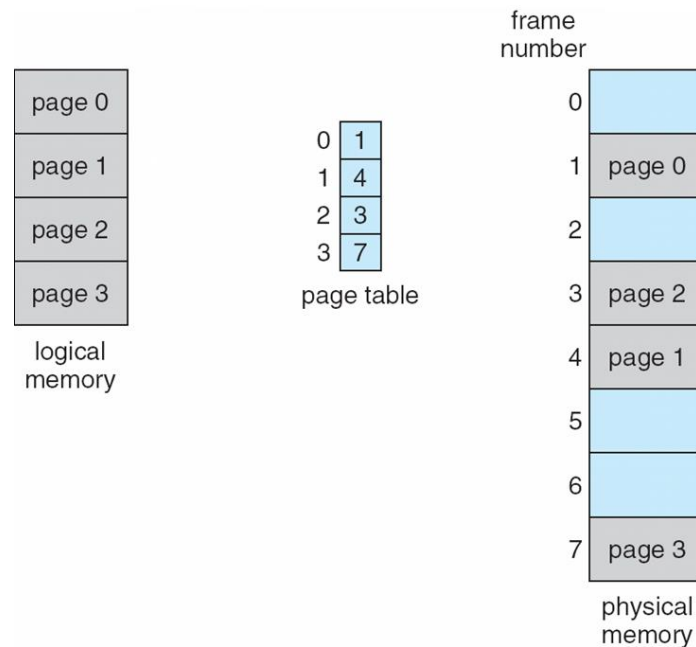 page 0
page 1
page 2
page 3
logical
memory
0 1
1 4
2 3
3 7
page table
frame
number
0
1 page 0
2
3 page 2
4 page 1
5
6
7 page 3
physical
memory